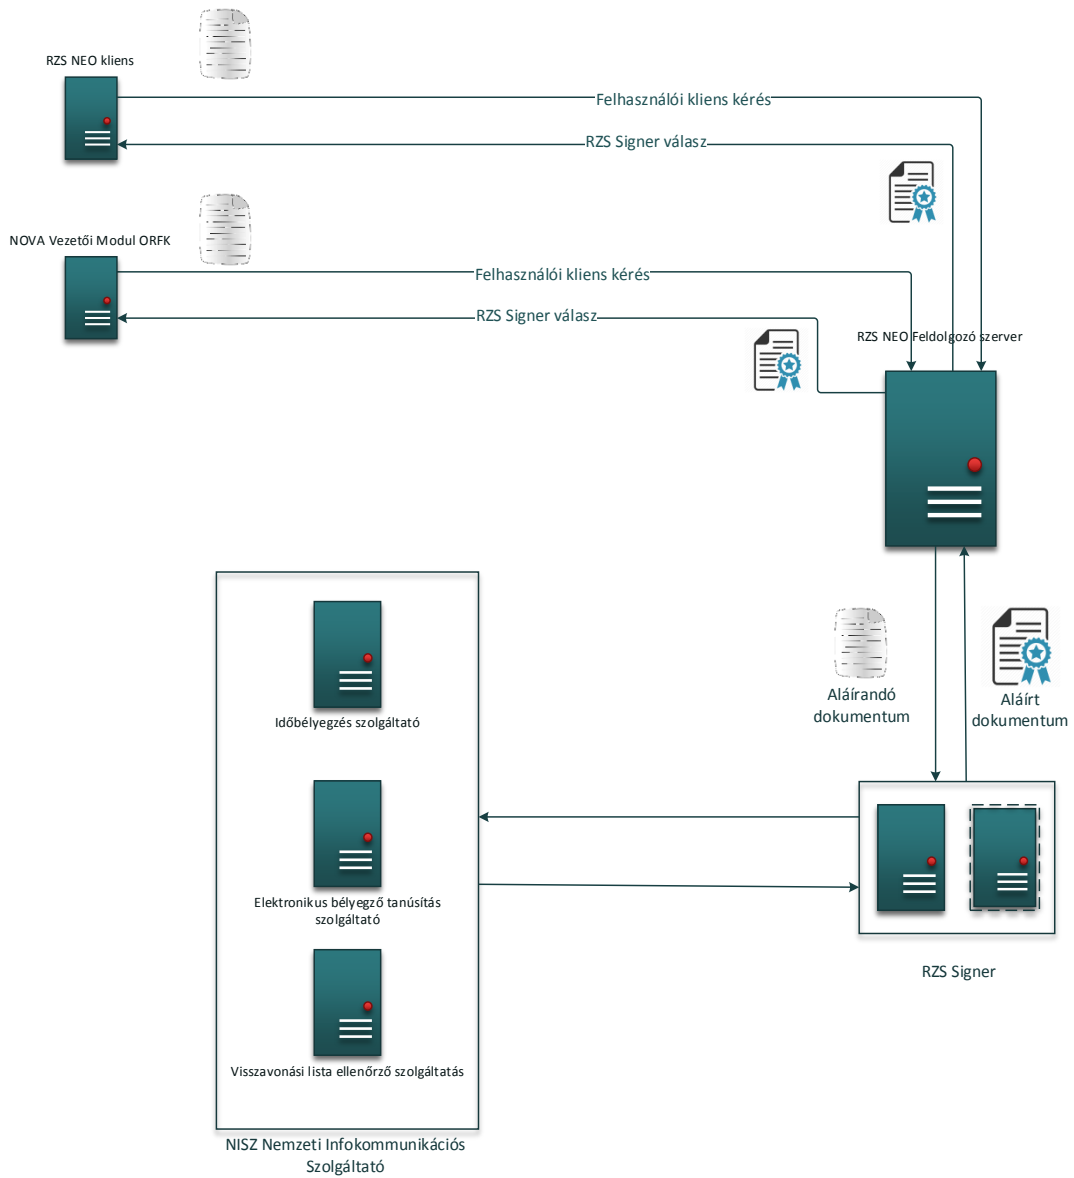 RZS NEO kliens
Felhasználói kliens kérés
RZS Signer válasz
NOVA Vezetői Modul ORFK
Felhasználói kliens kérés
RZS Signer válasz
RZS NEO Feldolgozó szerver
Aláírandó
dokumentum
Aláírt
dokumentum
Időbélyegzés szolgáltató
Elektronikus bélyegző tanúsítás
szolgáltató
RZS Signer
Visszavonási lista ellenőrző szolgáltatás
NISZ Nemzeti Infokommunikációs
Szolgáltató